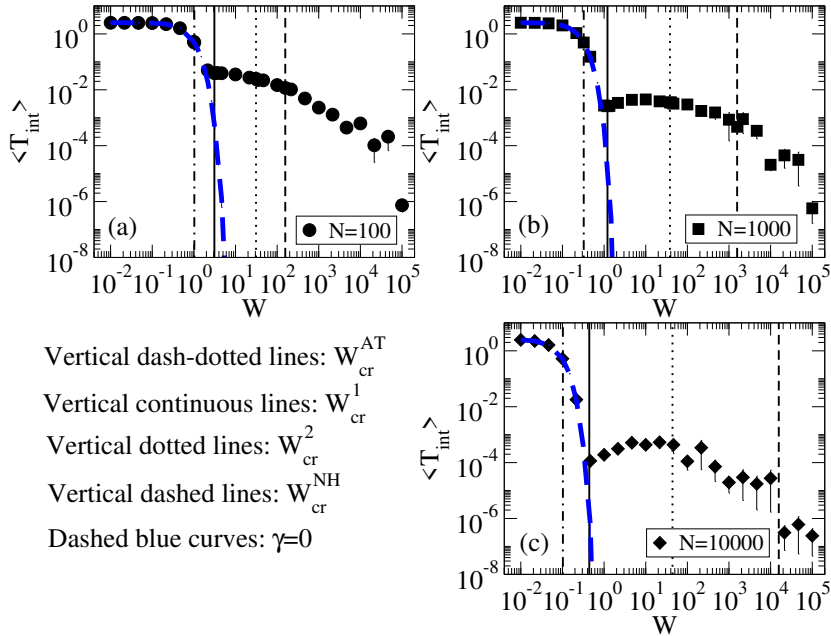 10^0
10^-2
10^-4
10^-6
10^-8
<T_int>
(a)
N=100
10^-2 10^-1 10^0 10^1 10^2 10^3 10^4 10^5
W
10^0
10^-2
10^-4
10^-6
10^-8
<T_int>
(b)
N=1000
10^-2 10^-1 10^0 10^1 10^2 10^3 10^4 10^5
W
Vertical dash-dotted lines: W_cr^AT
Vertical continuous lines: W_cr^1
Vertical dotted lines: W_cr^2
Vertical dashed lines: W_cr^NH
Dashed blue curves: γ=0
10^0
10^-2
10^-4
10^-6
10^-8
<T_int>
(c)
N=10000
10^-2 10^-1 10^0 10^1 10^2 10^3 10^4 10^5
W